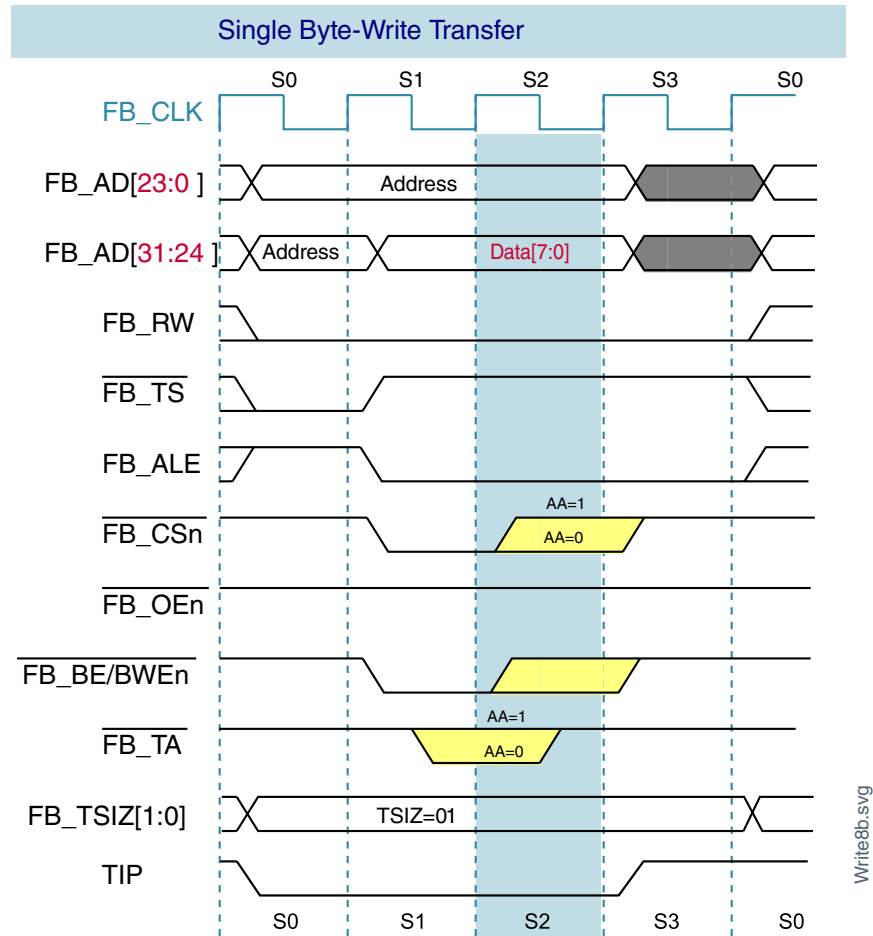 Single Byte-Write Transfer
S0 S1 S2 S3 S0
FB_CLK
FB_AD[23:0 ] Address
FB_AD[31:24 ] Address Data[7:0]
FB_RW
FB_TS
FB_ALE
AA=1
FB_CSn AA=0
FB_OEn
FB_BE/BWEn
AA=1
FB_TA AA=0
FB_TSIZ[1:0] TSIZ=01
TIP
S0 S1 S2 S3 S0
Write8b.svg